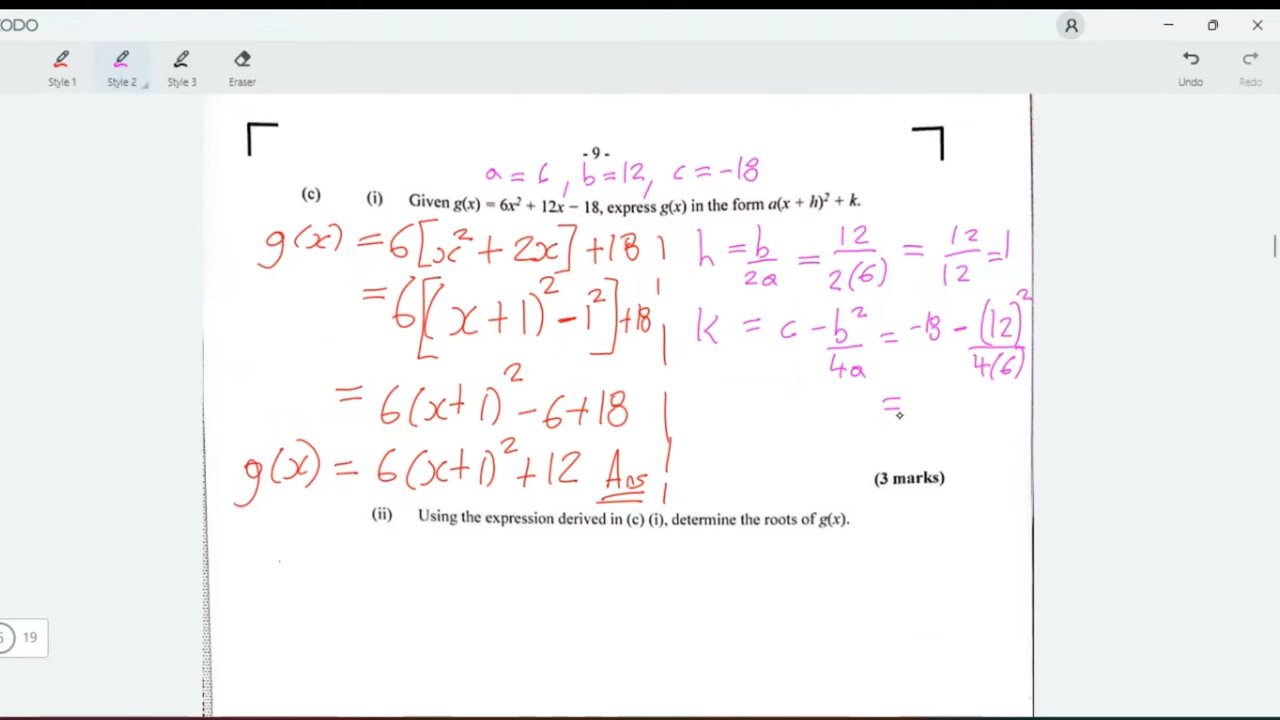 ODO
Style 1 Style 2 Style 3 Eraser Undo Redo
- 9 -
a = 6, b = 12, c = -18
(c) (i) Given g(x) = 6x² + 12x − 18, express g(x) in the form a(x + h)² + k.
g(x) = 6[x² + 2x] + 18
= 6[(x + 1)² - 1²] + 18
= 6(x+1)² - 6 + 18
g(x) = 6(x+1)² + 12 Ans
h = b/2a = 12/2(6) = 12/12 = 1
k = c - b²/4a = -18 - (12)²/4(6)
=
(3 marks)
(ii) Using the expression derived in (c) (i), determine the roots of g(x).
19